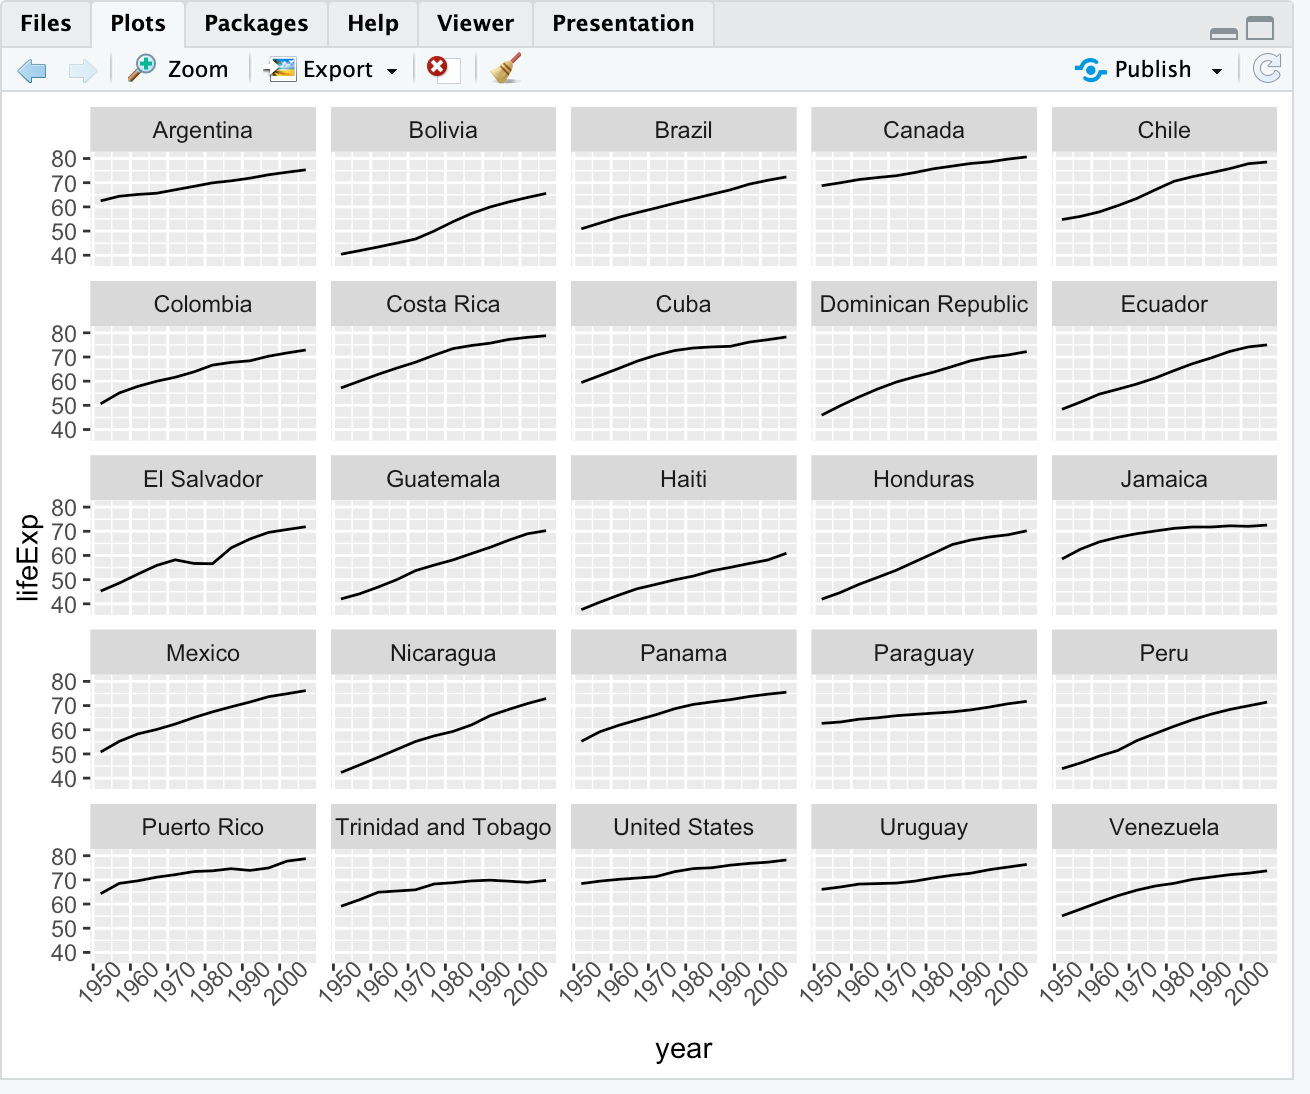 Files Plots Packages Help Viewer Presentation
Zoom Export Publish
Argentina Bolivia Brazil Canada Chile
80
70
60
50
40
Colombia Costa Rica Cuba Dominican Republic Ecuador
80
70
60
50
40
El Salvador Guatemala Haiti Honduras Jamaica
80
70
60
50
40
lifeExp
Mexico Nicaragua Panama Paraguay Peru
80
70
60
50
40
Puerto Rico Trinidad and Tobago United States Uruguay Venezuela
80
70
60
50
40
1950 1960 1970 1980 1990 2000 1950 1960 1970 1980 1990 2000 1950 1960 1970 1980 1990 2000 1950 1960 1970 1980 1990 2000 1950 1960 1970 1980 1990 2000
year